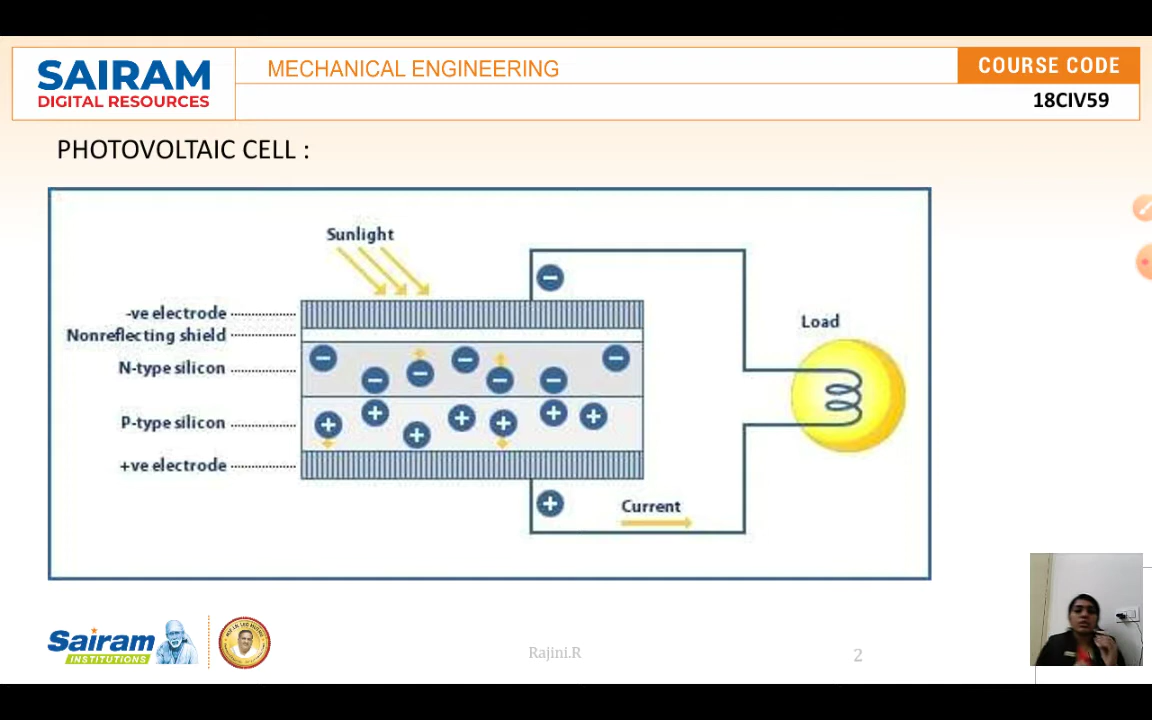 SAIRAM
DIGITAL RESOURCES
MECHANICAL ENGINEERING
COURSE CODE
18CIV59
PHOTOVOLTAIC CELL :
Sunlight
-ve electrode
Nonreflecting shield
N-type silicon
P-type silicon
+ve electrode
Load
Current
Sairam
INSTITUTIONS
Rajini.R
2